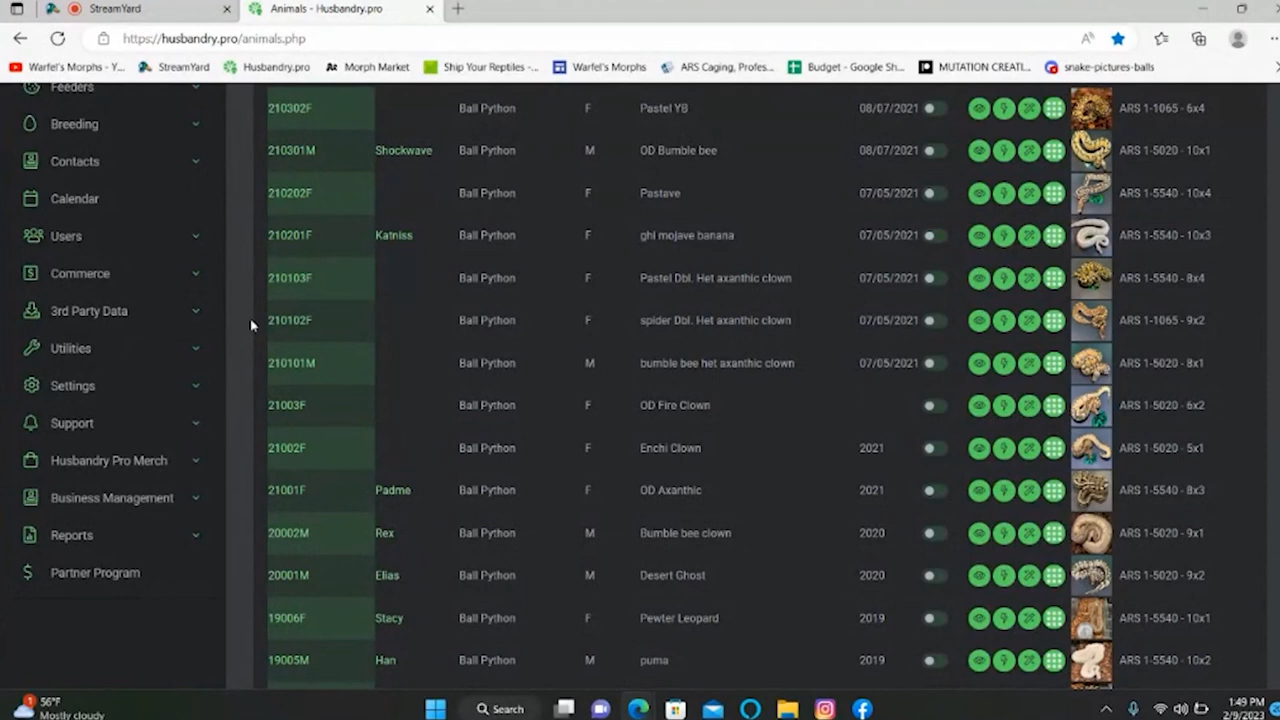 StreamYard
Animals - Husbandry.pro
https://husbandry.pro/animals.php
Warfel's Morphs - Y... StreamYard Husbandry.pro Morph Market Ship Your Reptiles -... Warfel's Morphs ARS Caging, Profes... Budget - Google Sh... MUTATION CREATI... snake-pictures-balls
Feeders
Breeding
Contacts
Calendar
Users
Commerce
3rd Party Data
Utilities
Settings
Support
Husbandry Pro Merch
Business Management
Reports
Partner Program
210302F Ball Python F Pastel YB 08/07/2021 ARS 1-1065 - 6x4
210301M Shockwave Ball Python M OD Bumble bee 08/07/2021 ARS 1-5020 - 10x1
210202F Ball Python F Pastave 07/05/2021 ARS 1-5540 - 10x4
210201F Katniss Ball Python F ghi mojave banana 07/05/2021 ARS 1-5540 - 10x3
210103F Ball Python F Pastel Dbl. Het axanthic clown 07/05/2021 ARS 1-5540 - 8x4
210102F Ball Python F spider Dbl. Het axanthic clown 07/05/2021 ARS 1-1065 - 9x2
210101M Ball Python M bumble bee het axanthic clown 07/05/2021 ARS 1-5020 - 8x1
21003F Ball Python F OD Fire Clown ARS 1-5020 - 6x2
21002F Ball Python F Enchi Clown 2021 ARS 1-5020 - 5x1
21001F Padme Ball Python F OD Axanthic 2021 ARS 1-5540 - 8x3
20002M Rex Ball Python M Bumble bee clown 2020 ARS 1-5020 - 9x1
20001M Elias Ball Python M Desert Ghost 2020 ARS 1-5020 - 9x2
19006F Stacy Ball Python F Pewter Leopard 2019 ARS 1-5540 - 10x1
19005M Han Ball Python M puma 2019 ARS 1-5540 - 10x2
1
56°F
Mostly cloudy
Search
1:49 PM
2/9/2023